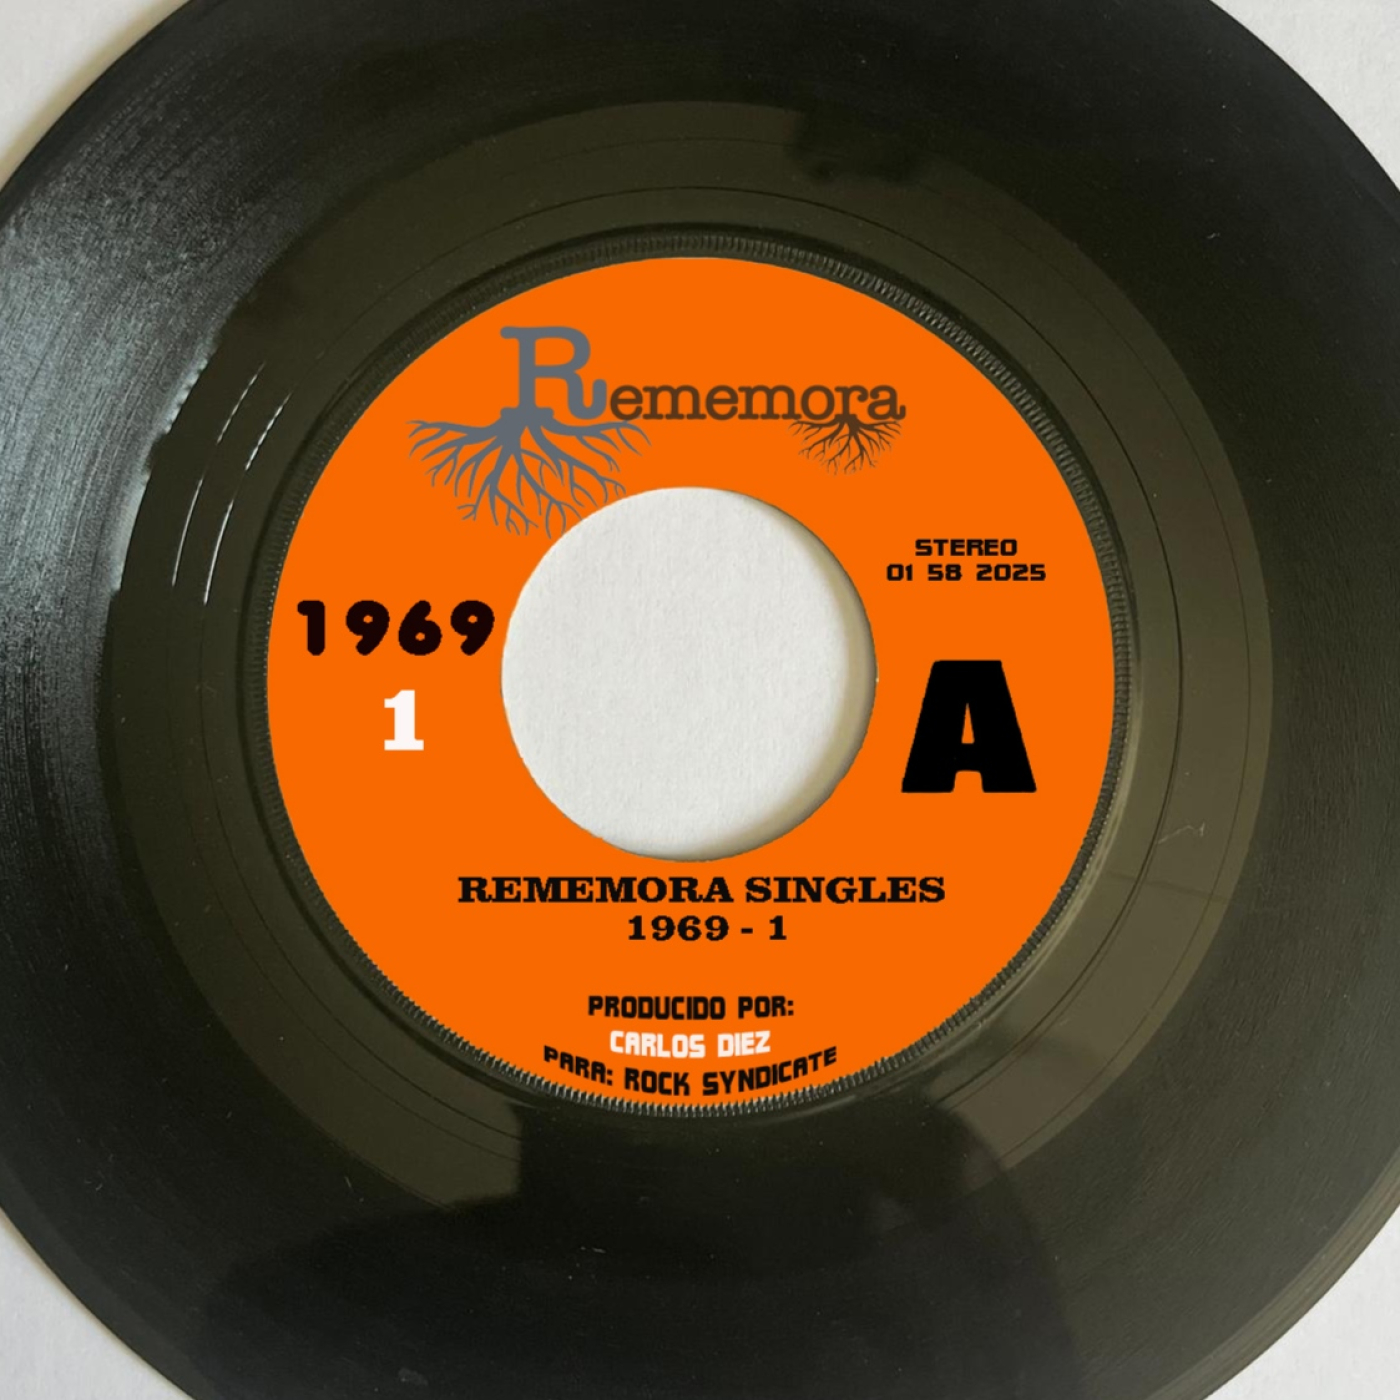 Rememora
STEREO
01 58 2025
1969
1
A
REMEMORA SINGLES
1969 - 1
PRODUCIDO POR:
CARLOS DIEZ
PARA: ROCK SYNDICATE